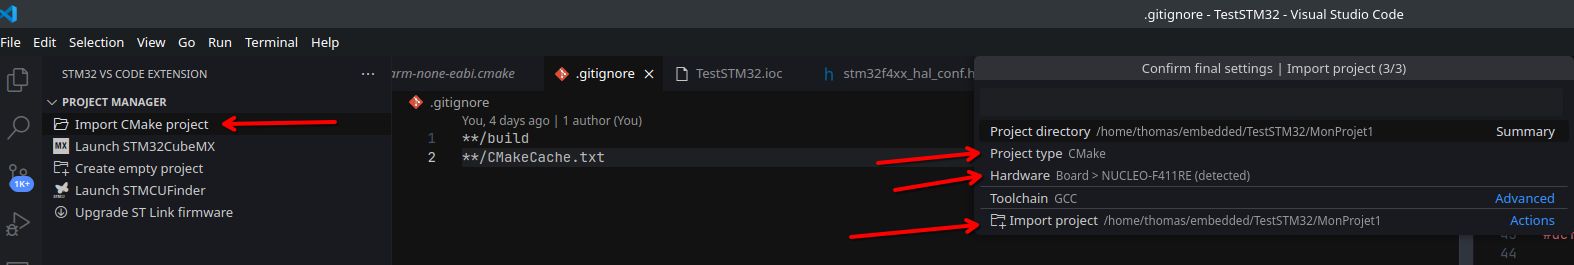 .gitignore - TestSTM32 - Visual Studio Code
File Edit Selection View Go Run Terminal Help
STM32 VS CODE EXTENSION ...
PROJECT MANAGER
Import CMake project
MX Launch STM32CubeMX
Create empty project
Launch STMCUFinder
Upgrade ST Link firmware
1K+
arm-none-eabi.cmake .gitignore TestSTM32.ioc h stm32f4xx_hal_conf.h
.gitignore
You, 4 days ago | 1 author (You)
1 **/build
2 **/CMakeCache.txt
Confirm final settings | Import project (3/3)
Project directory /home/thomas/embedded/TestSTM32/MonProjet1 Summary
Project type CMake
Hardware Board > NUCLEO-F411RE (detected)
Toolchain GCC Advanced
Import project /home/thomas/embedded/TestSTM32/MonProjet1 Actions
44